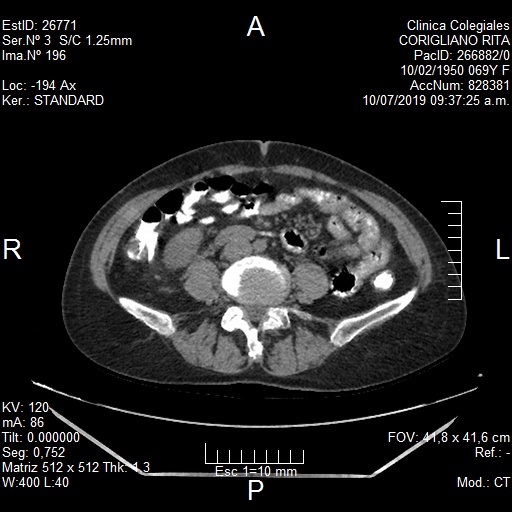 EstID: 26771
Ser.Nº 3 S/C 1.25mm
Ima.Nº 196
Loc: -194 Ax
Ker.: STANDARD
A
Clinica Colegiales
CORIGLIANO RITA
PacID: 266882/0
10/02/1950 069Y F
AccNum: 828381
10/07/2019 09:37:25 a.m.
R
L
KV: 120
mA: 86
Tilt: 0.000000
Seg: 0,752
Matriz 512 x 512 Thk: 1.3
W:400 L:40
Esc 1=10 mm
P
FOV: 41,8 x 41,6 cm
Ref.: -
Mod.: CT